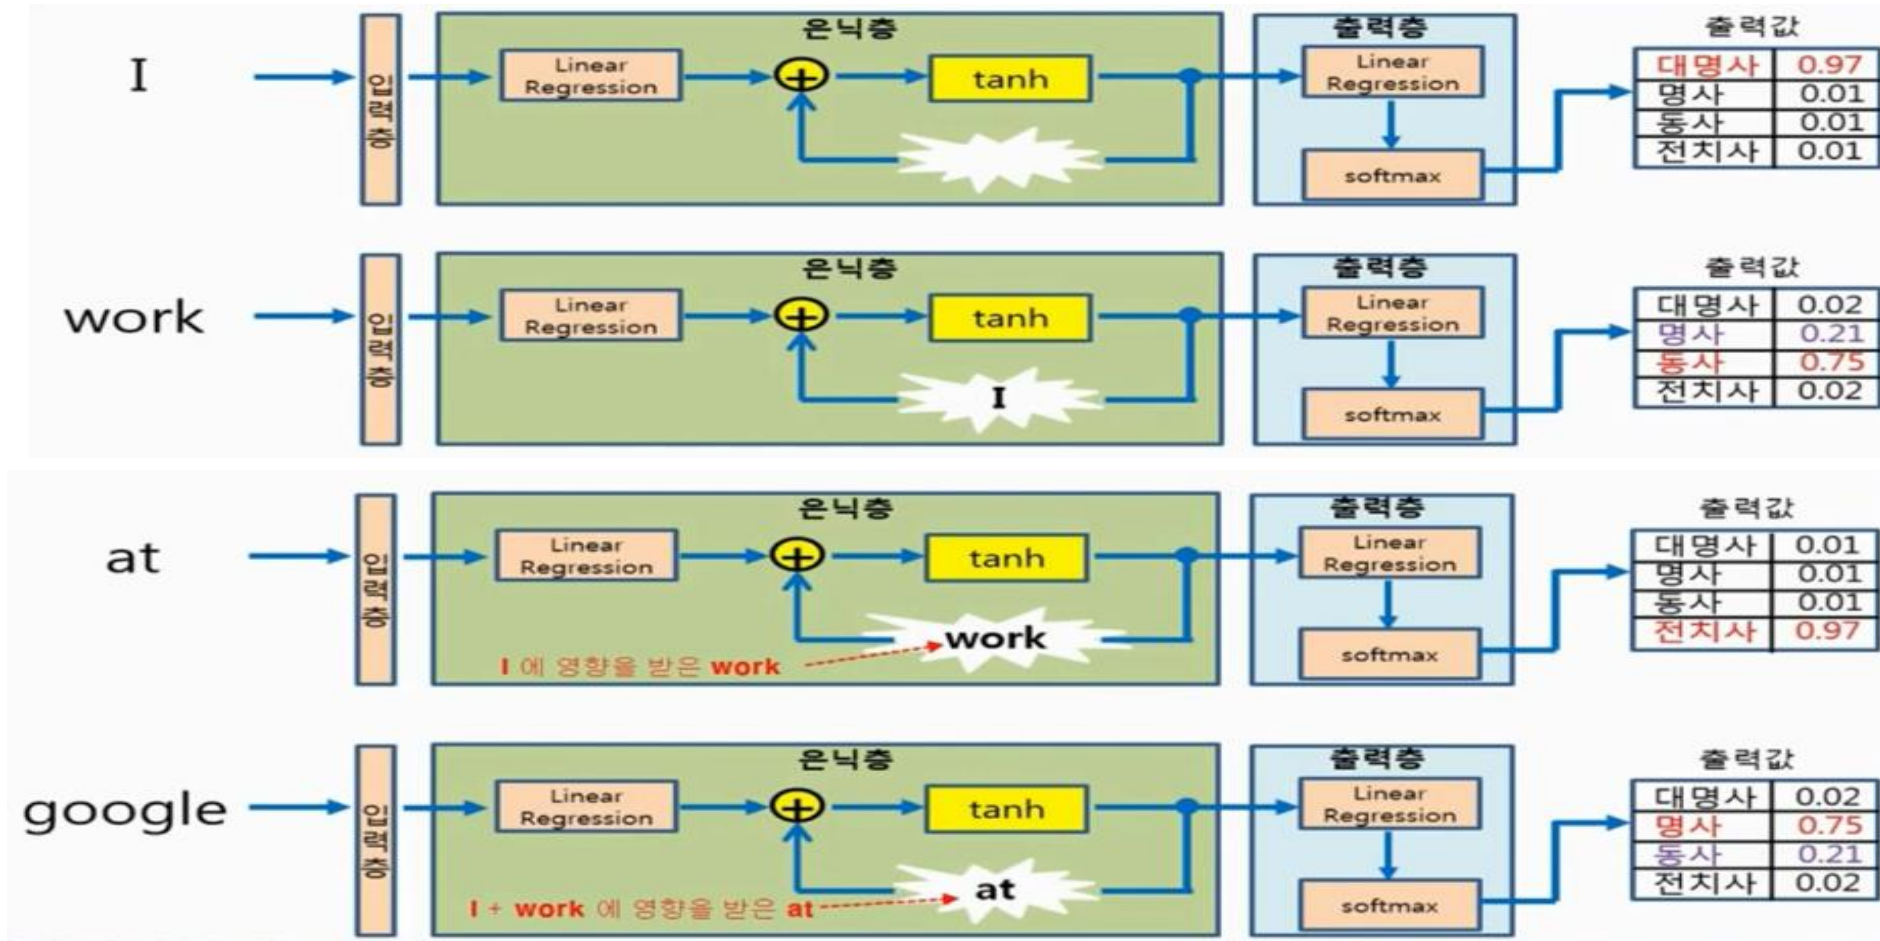 은닉층
출력층
출력값
I
입력층
Linear
Regression
+
tanh
Linear
Regression
softmax
대명사 0.97
명사 0.01
동사 0.01
전치사 0.01
은닉층
출력층
출력값
work
입력층
Linear
Regression
+
tanh
I
Linear
Regression
softmax
대명사 0.02
명사 0.21
동사 0.75
전치사 0.02
은닉층
출력층
출력값
at
입력층
Linear
Regression
+
tanh
work
I 에 영향을 받은 work
Linear
Regression
softmax
대명사 0.01
명사 0.01
동사 0.01
전치사 0.97
은닉층
출력층
출력값
google
입력층
Linear
Regression
+
tanh
at
I + work 에 영향을 받은 at
Linear
Regression
softmax
대명사 0.02
명사 0.75
동사 0.21
전치사 0.02